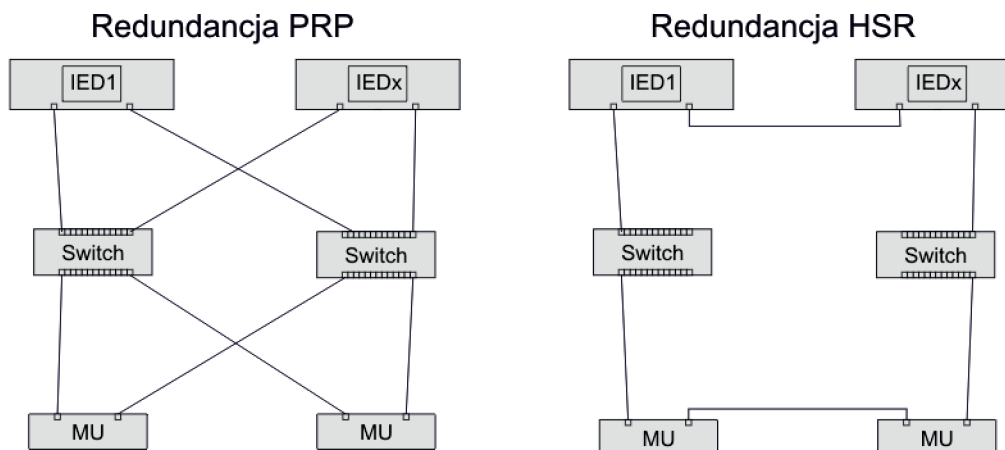 Redundancja PRP
IED1
IEDx
Switch
Switch
MU
MU
Redundancja HSR
IED1
IEDx
Switch
Switch
MU
MU